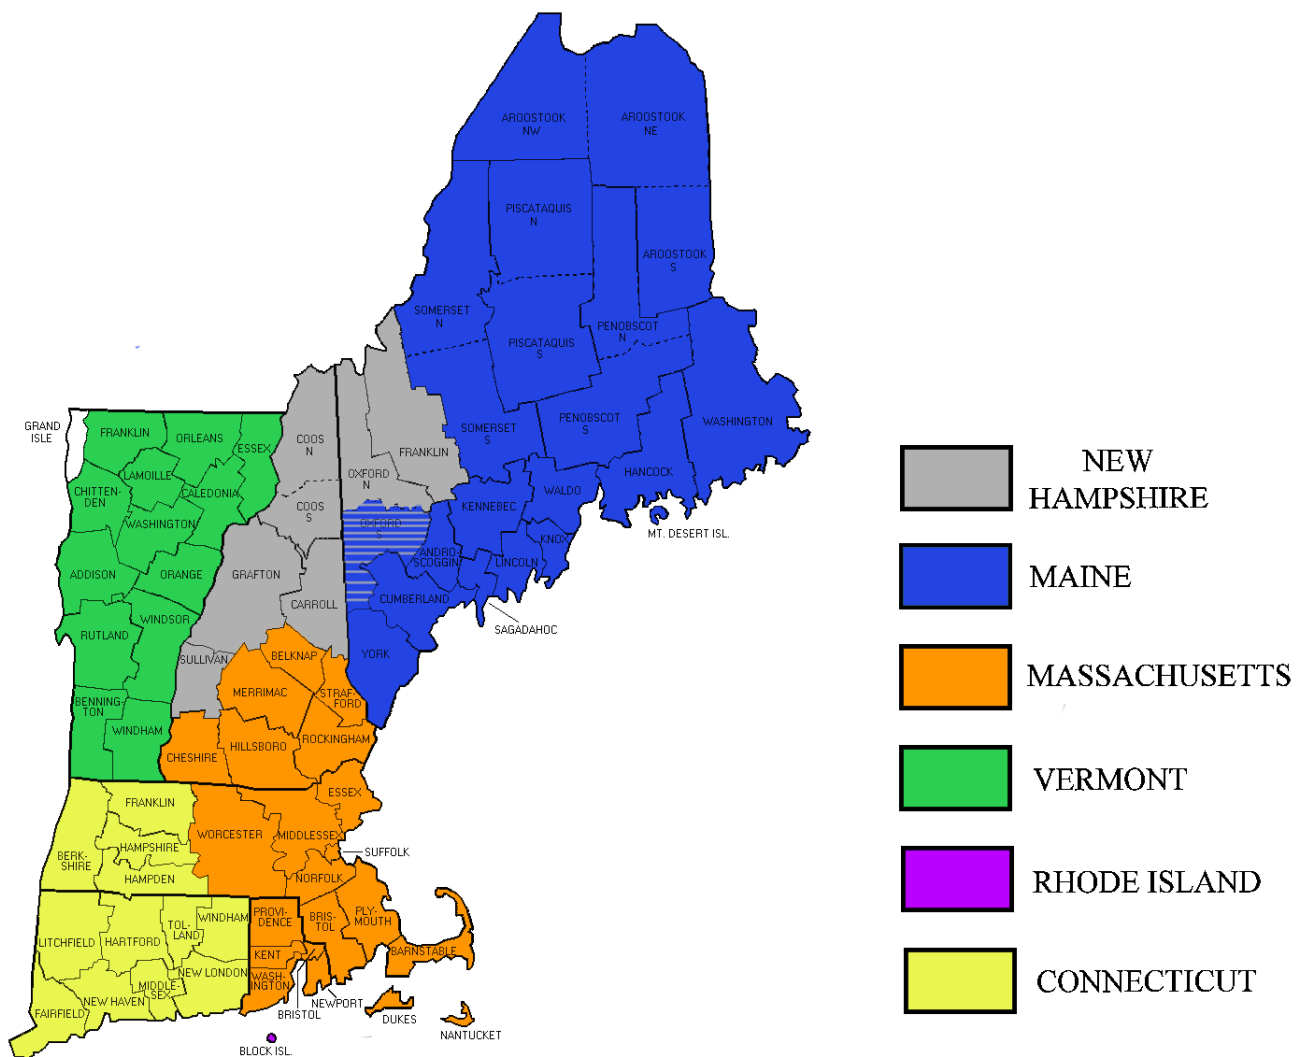 AROOSTOOK
NW
AROOSTOOK
NE
PISCATAQUIS
N
AROOSTOOK
S
SOMERSET
N
PENOBSCOT
N
PISCATAQUIS
S
WASHINGTON
PENOBSCOT
S
SOMERSET
S
HANCOCK
MT. DESERT ISL.
WALDO
KENNEBEC
KNOX
LINCOLN
ANDRO-
SCOGGIN
SAGADAHOC
CUMBERLAND
YORK
FRANKLIN
OXFORD
N
OXFORD
S
COOS
N
COOS
S
GRAFTON
CARROLL
SULLIVAN
BELKNAP
MERRIMAC
STRAF-
FORD
CHESHIRE
HILLSBORO
ROCKINGHAM
GRAND
ISLE
FRANKLIN
ORLEANS
ESSEX
LAMOILLE
CHITTEN-
DEN
CALEDONIA
WASHINGTON
ADDISON
ORANGE
RUTLAND
WINDSOR
BENNING-
TON
WINDHAM
FRANKLIN
BERK-
SHIRE
HAMPSHIRE
HAMPDEN
WORCESTER
MIDDLESSEX
ESSEX
SUFFOLK
NORFOLK
BRIS-
TOL
PLY-
MOUTH
BARNSTABLE
DUKES
NANTUCKET
LITCHFIELD
HARTFORD
TOL-
LAND
WINDHAM
NEW LONDON
MIDDLE-
SEX
NEW HAVEN
FAIRFIELD
PROVI-
DENCE
KENT
WASH-
INGTON
BRISTOL
NEWPORT
BLOCK ISL.
NEW
HAMPSHIRE
MAINE
MASSACHUSETTS
VERMONT
RHODE ISLAND
CONNECTICUT